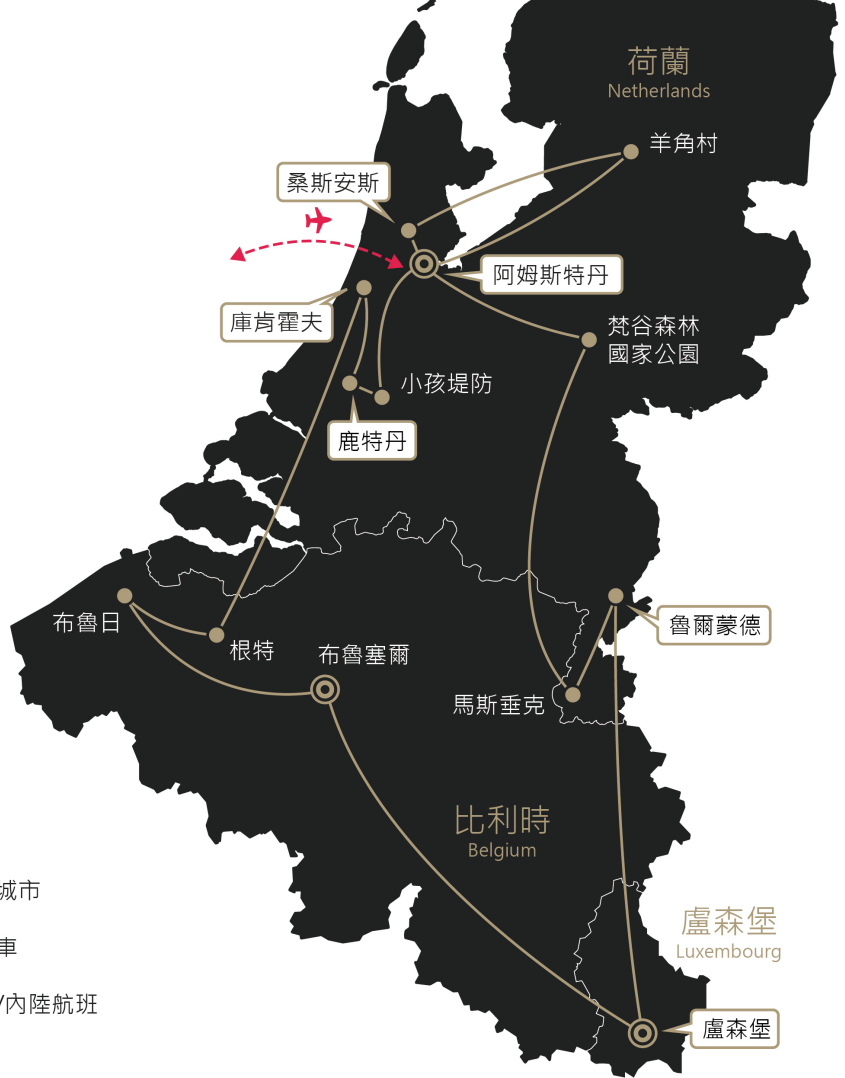 荷蘭
Netherlands
羊角村
桑斯安斯
阿姆斯特丹
庫肯霍夫
梵谷森林
國家公園
小孩堤防
鹿特丹
布魯日
根特
布魯塞爾
魯爾蒙德
馬斯垂克
比利時
Belgium
城市
盧森堡
Luxembourg
車
/內陸航班
盧森堡